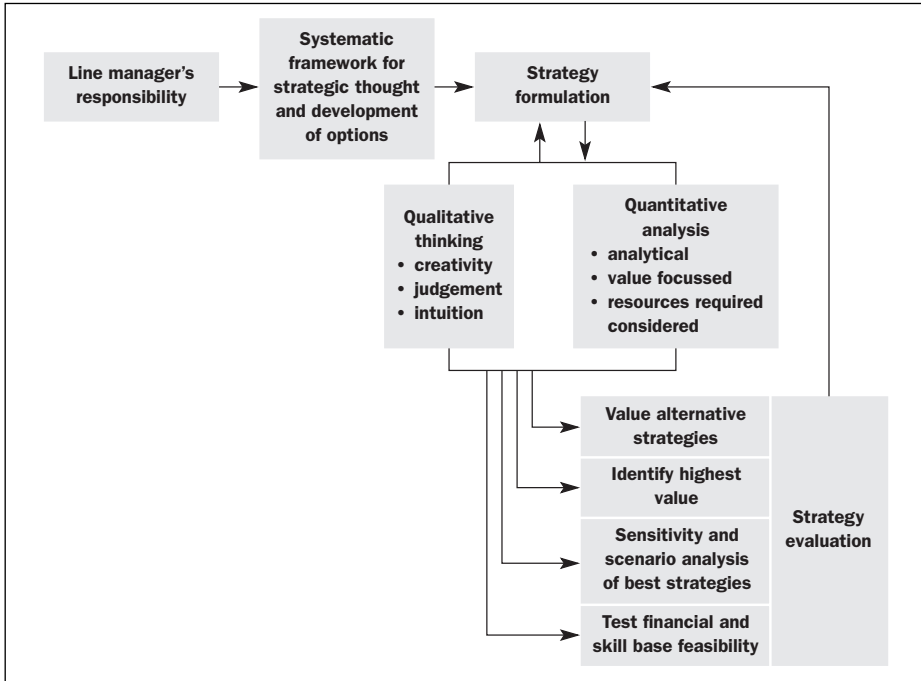 Line manager’s
responsibility
Systematic
framework for
strategic thought
and development
of options
Strategy
formulation
Qualitative
thinking
• creativity
• judgement
• intuition
Quantitative
analysis
• analytical
• value focussed
• resources required
considered
Value alternative
strategies
Identify highest
value
Sensitivity and
scenario analysis
of best strategies
Test financial and
skill base feasibility
Strategy
evaluation